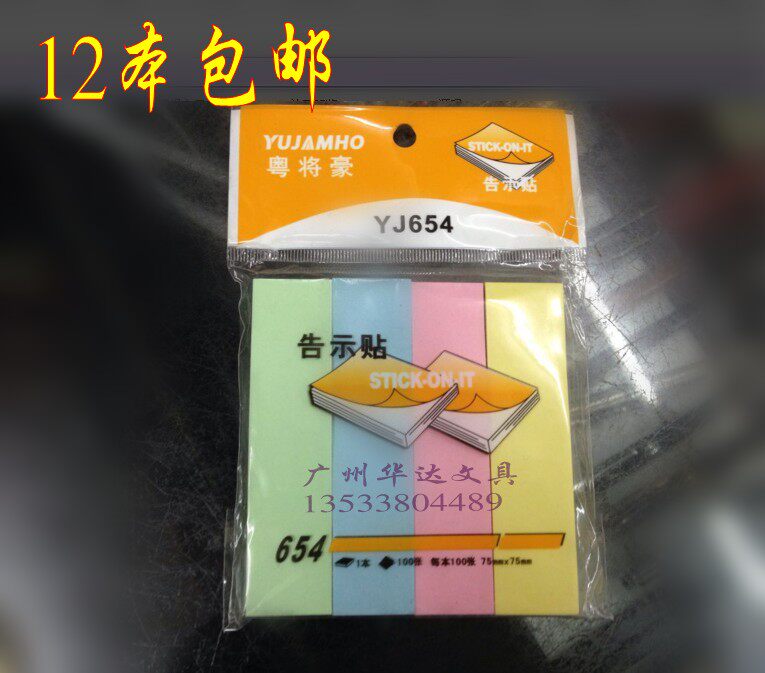 12本包邮
YUJAMHO
粤将豪
STICK-ON-IT
告示贴
YJ654
告示贴
STICK-ON-IT
广州华达文具
13533804489
654
1本 100张 每本100张 75mm×75mm